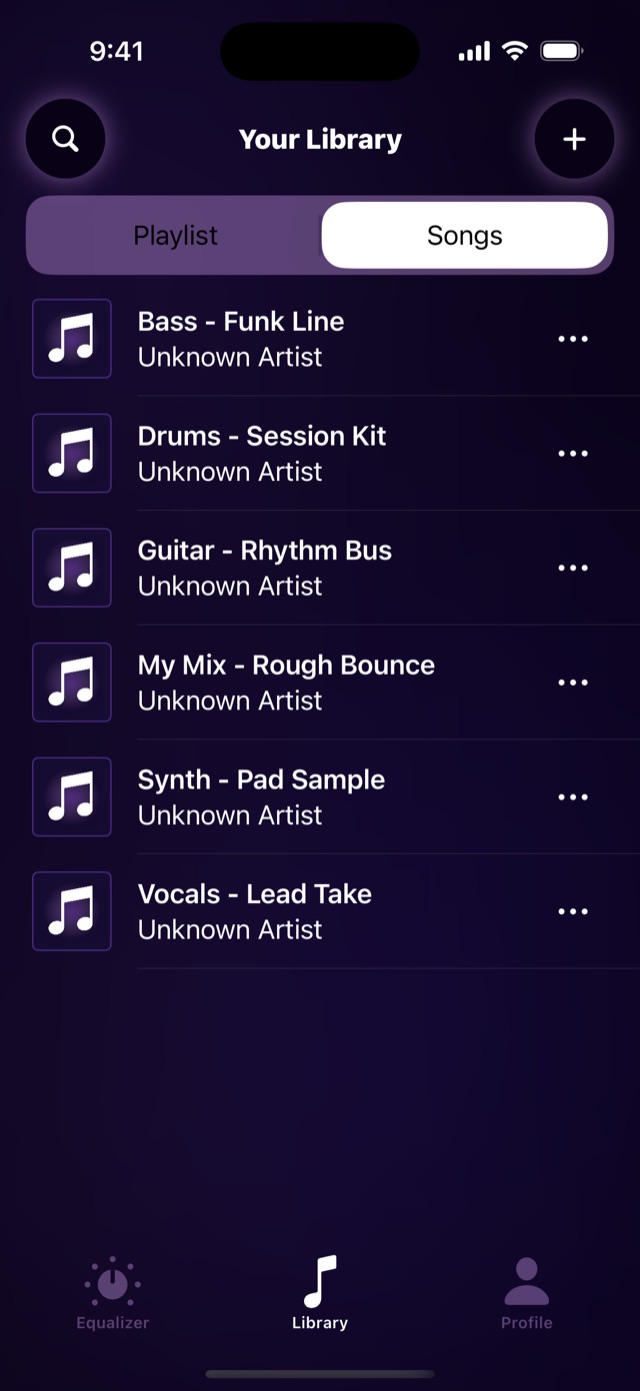 9:41
Your Library
Playlist
Songs
Bass - Funk Line
Unknown Artist
Drums - Session Kit
Unknown Artist
Guitar - Rhythm Bus
Unknown Artist
My Mix - Rough Bounce
Unknown Artist
Synth - Pad Sample
Unknown Artist
Vocals - Lead Take
Unknown Artist
Equalizer
Library
Profile